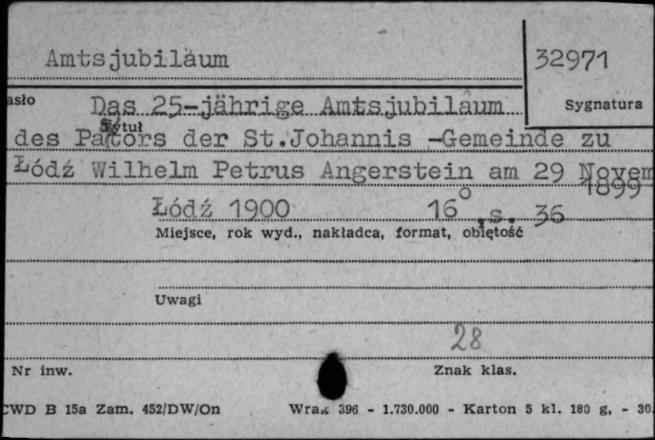 Amtsjubiläum
32971
asło
Das 25-jährige Amtsjubiläum
Sygnatura
des Pastors der St.Johannis -Gemeinde zu
Łódź Wilhelm Petrus Angerstein am 29 Novem
1899
Łódź 1900 16° , s. 36
Miejsce, rok wyd., nakładca, format, objętość
Uwagi
28
Nr inw.
Znak klas.
CWD B 15a Zam. 452/DW/On
396 - 1.730.000 - Karton 5 kl. 180 g, - 30.